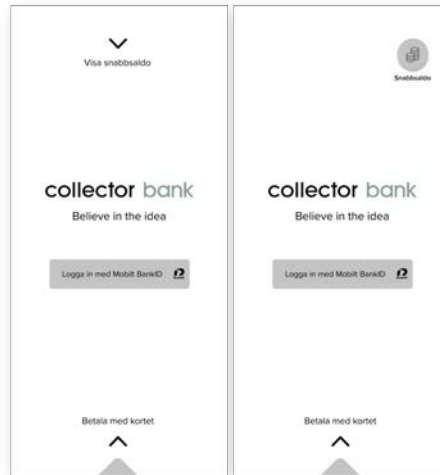 Visa snabbsaldo
collector bank
Believe in the idea
Logga in med Mobilt BankID
Betala med kortet
Snabbsaldo
collector bank
Believe in the idea
Logga in med Mobilt BankID
Betala med kortet